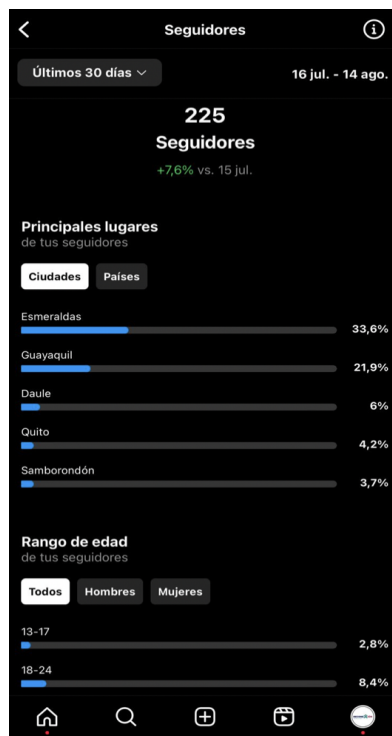 Seguidores
Últimos 30 días
16 jul. - 14 ago.
225
Seguidores
+7,6% vs. 15 jul.
Principales lugares
de tus seguidores
Ciudades Países
Esmeraldas
33,6%
Guayaquil
21,9%
Daule
6%
Quito
4,2%
Samborondón
3,7%
Rango de edad
de tus seguidores
Todos Hombres Mujeres
13-17
2,8%
18-24
8,4%